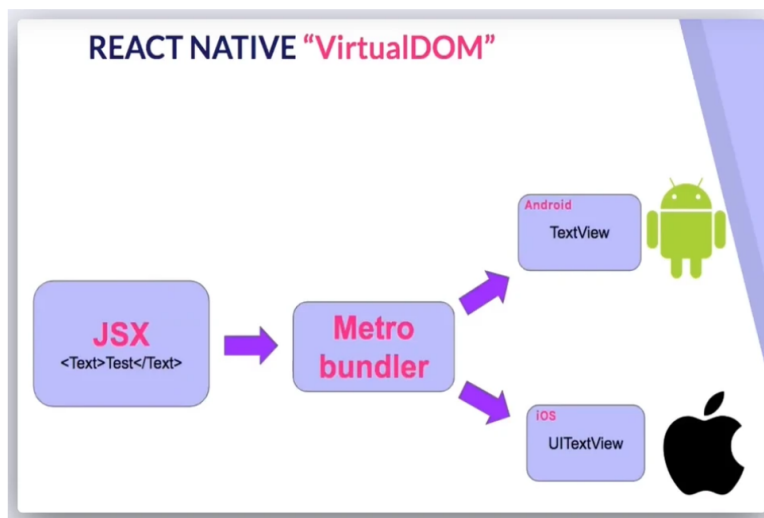 REACT NATIVE “VirtualDOM”
Android
TextView
JSX
<Text>Test</Text>
Metro
bundler
iOS
UITextView